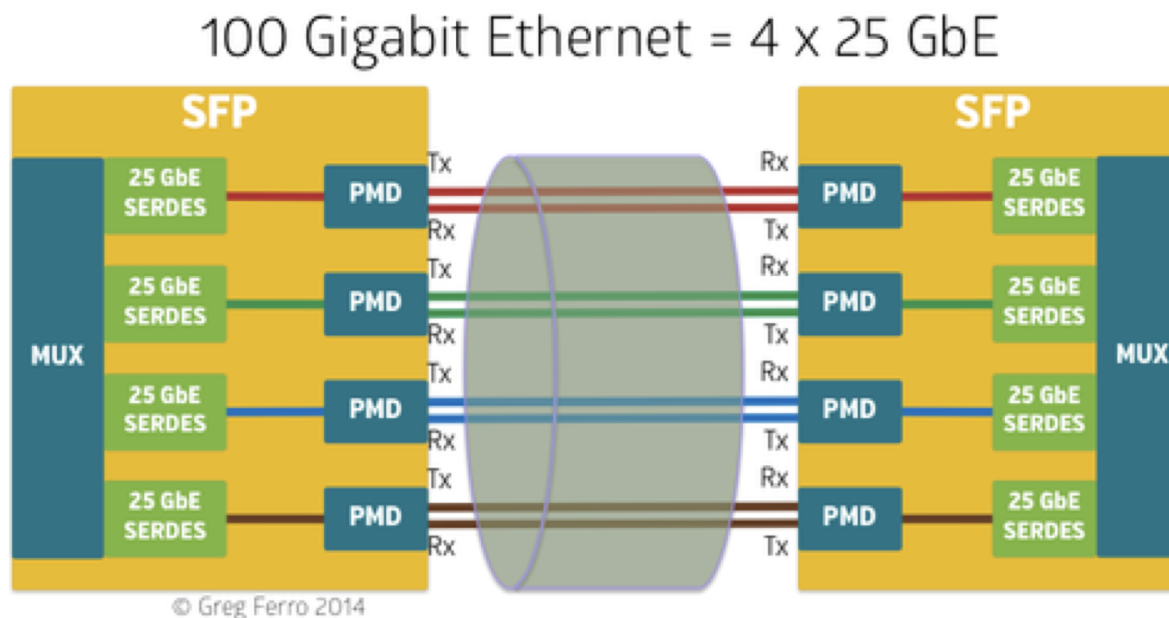 100 Gigabit Ethernet = 4 x 25 GbE
SFP
SFP
MUX
25 GbE
SERDES
PMD
Tx
Rx
Rx
Tx
PMD
25 GbE
SERDES
25 GbE
SERDES
PMD
Tx
Rx
Rx
Tx
PMD
25 GbE
SERDES
25 GbE
SERDES
PMD
Tx
Rx
Rx
Tx
PMD
25 GbE
SERDES
25 GbE
SERDES
PMD
Tx
Rx
Rx
Tx
PMD
25 GbE
SERDES
MUX
© Greg Ferro 2014